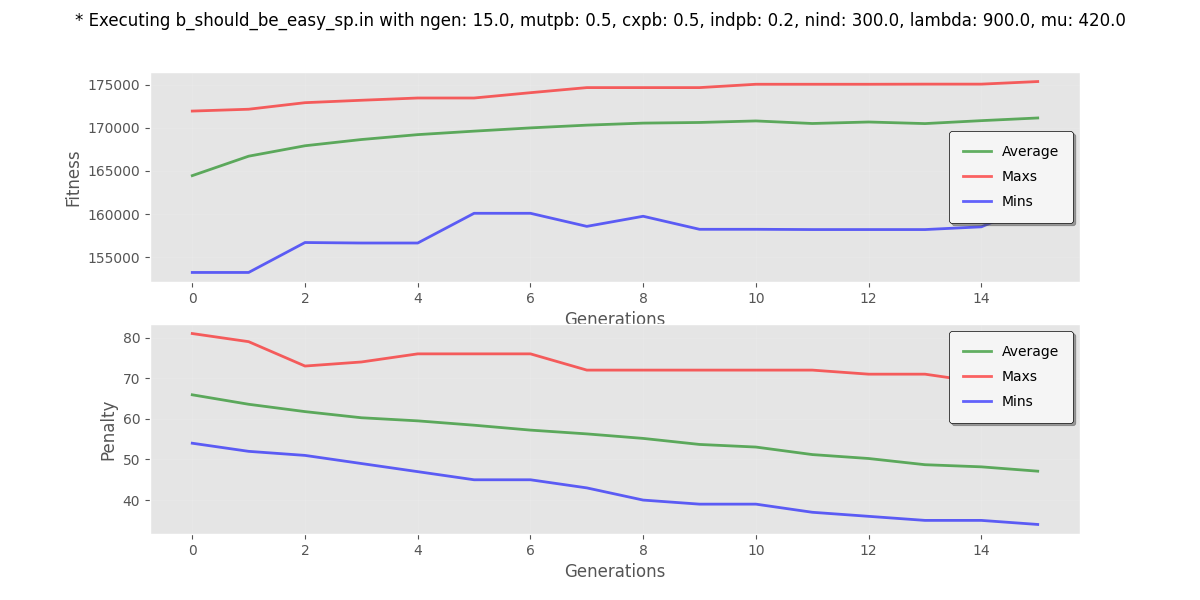 * Executing b_should_be_easy_sp.in with ngen: 15.0, mutpb: 0.5, cxpb: 0.5, indpb: 0.2, nind: 300.0, lambda: 900.0, mu: 420.0
175000
170000
165000
160000
155000
Fitness
Average
Maxs
Mins
0 2 4 6 8 10 12 14
Generations
80
70
60
50
40
Penalty
Average
Maxs
Mins
0 2 4 6 8 10 12 14
Generations